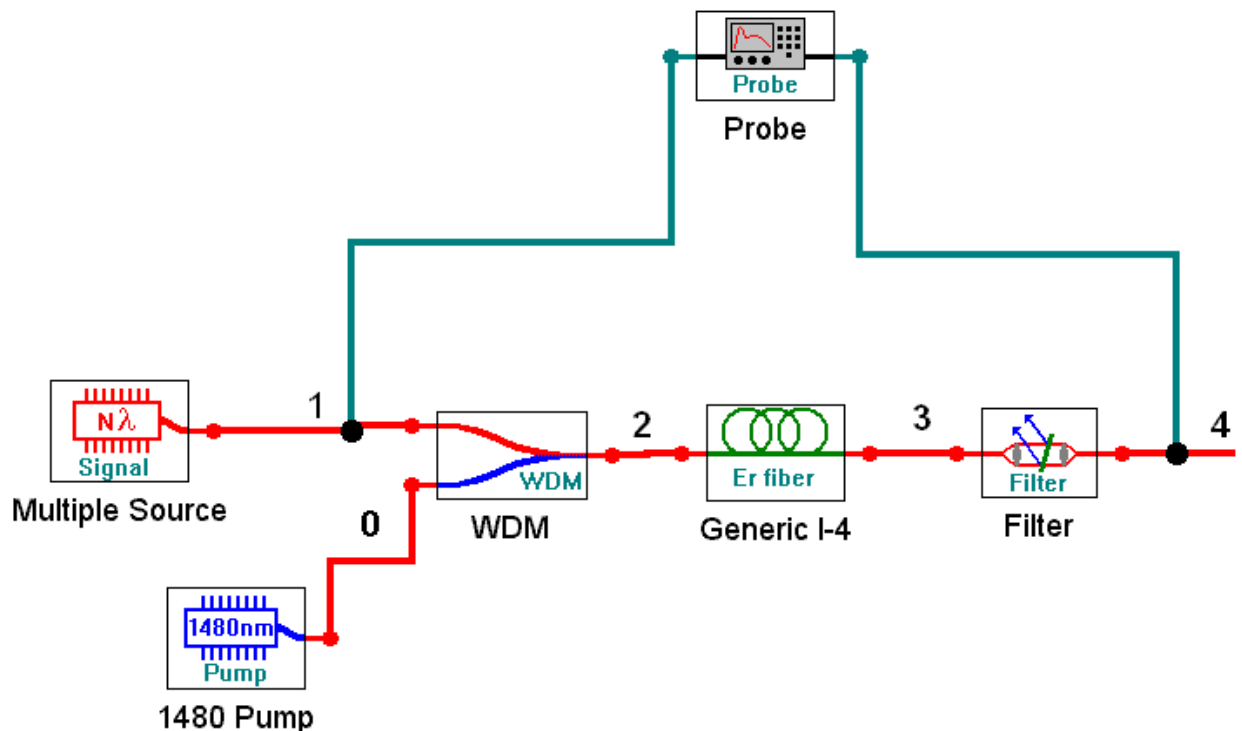 Probe
Probe
Nλ
Signal
Multiple Source
1
0
WDM
WDM
2
Er fiber
Generic I-4
3
Filter
Filter
4
1480nm
Pump
1480 Pump